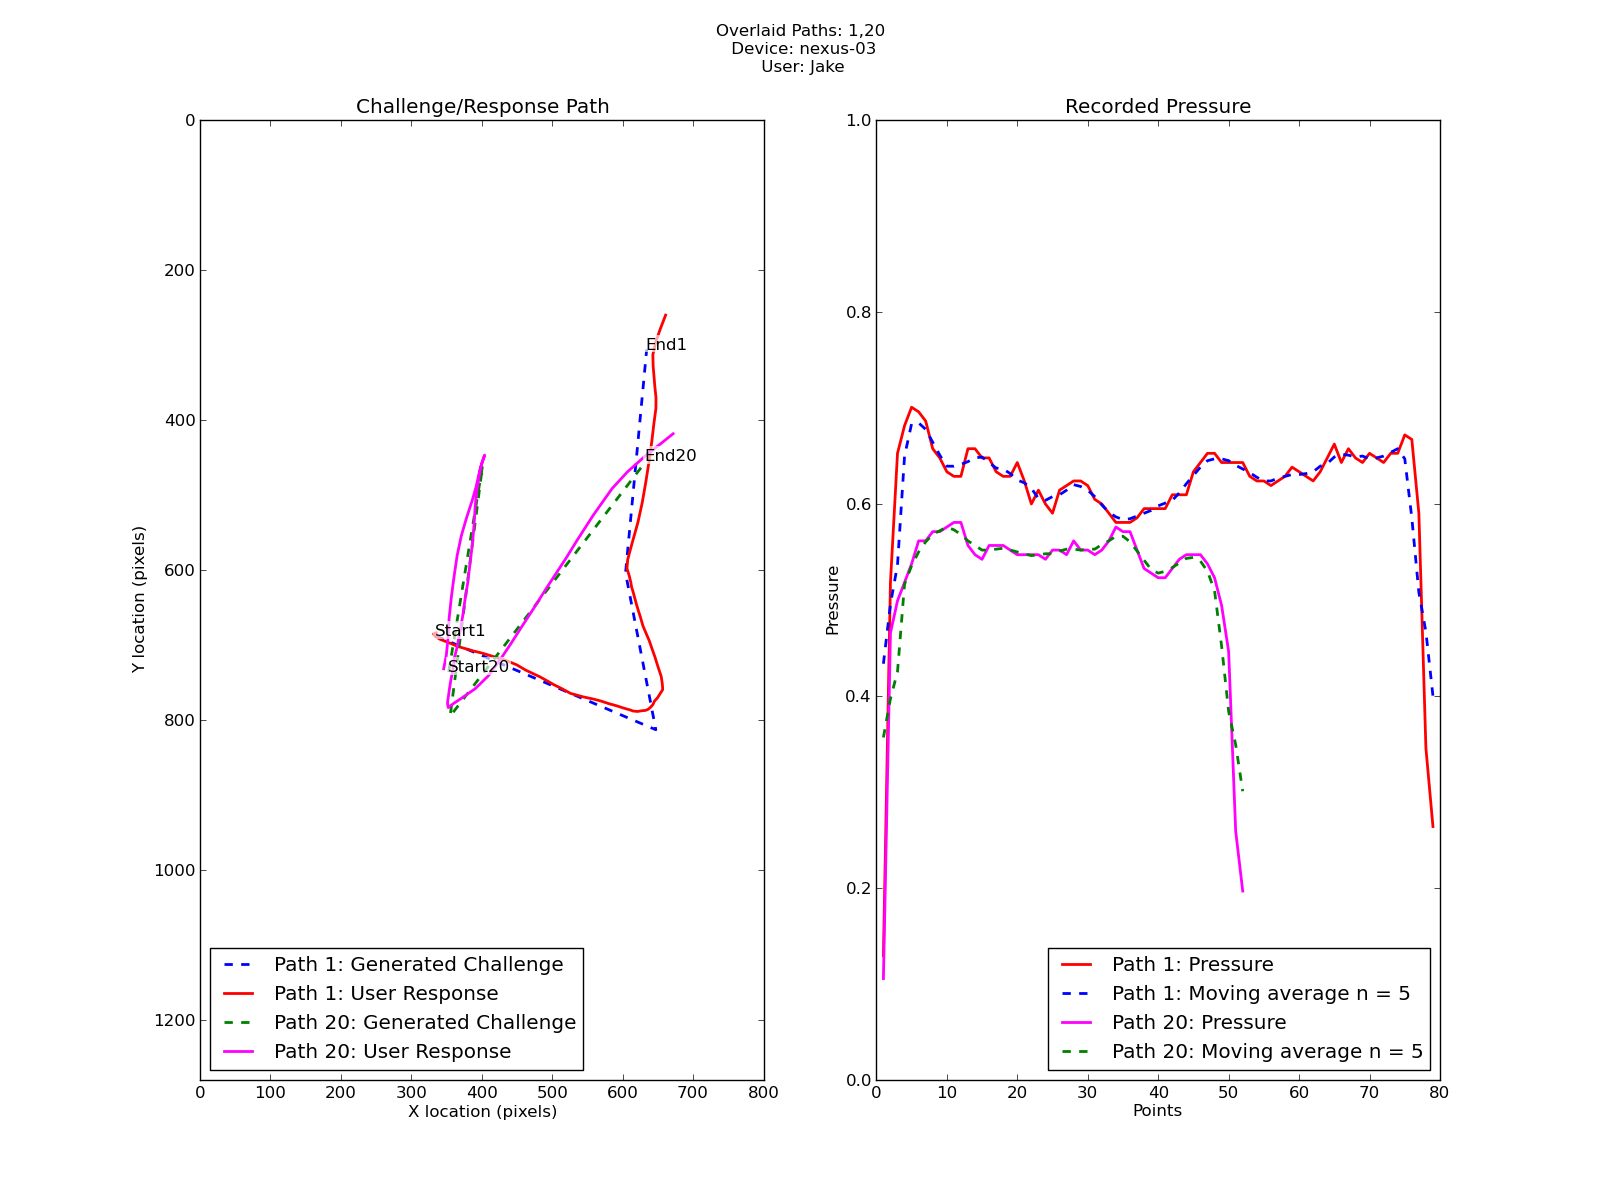 Overlaid Paths: 1,20
Device: nexus-03
User: Jake
Challenge/Response Path
0
200
400
600
800
1000
1200
Y location (pixels)
End1
End20
Start1
Start20
Path 1: Generated Challenge
Path 1: User Response
Path 20: Generated Challenge
Path 20: User Response
0 100 200 300 400 500 600 700 800
X location (pixels)
Recorded Pressure
1.0
0.8
0.6
0.4
0.2
0.0
Pressure
Path 1: Pressure
Path 1: Moving average n = 5
Path 20: Pressure
Path 20: Moving average n = 5
0 10 20 30 40 50 60 70 80
Points